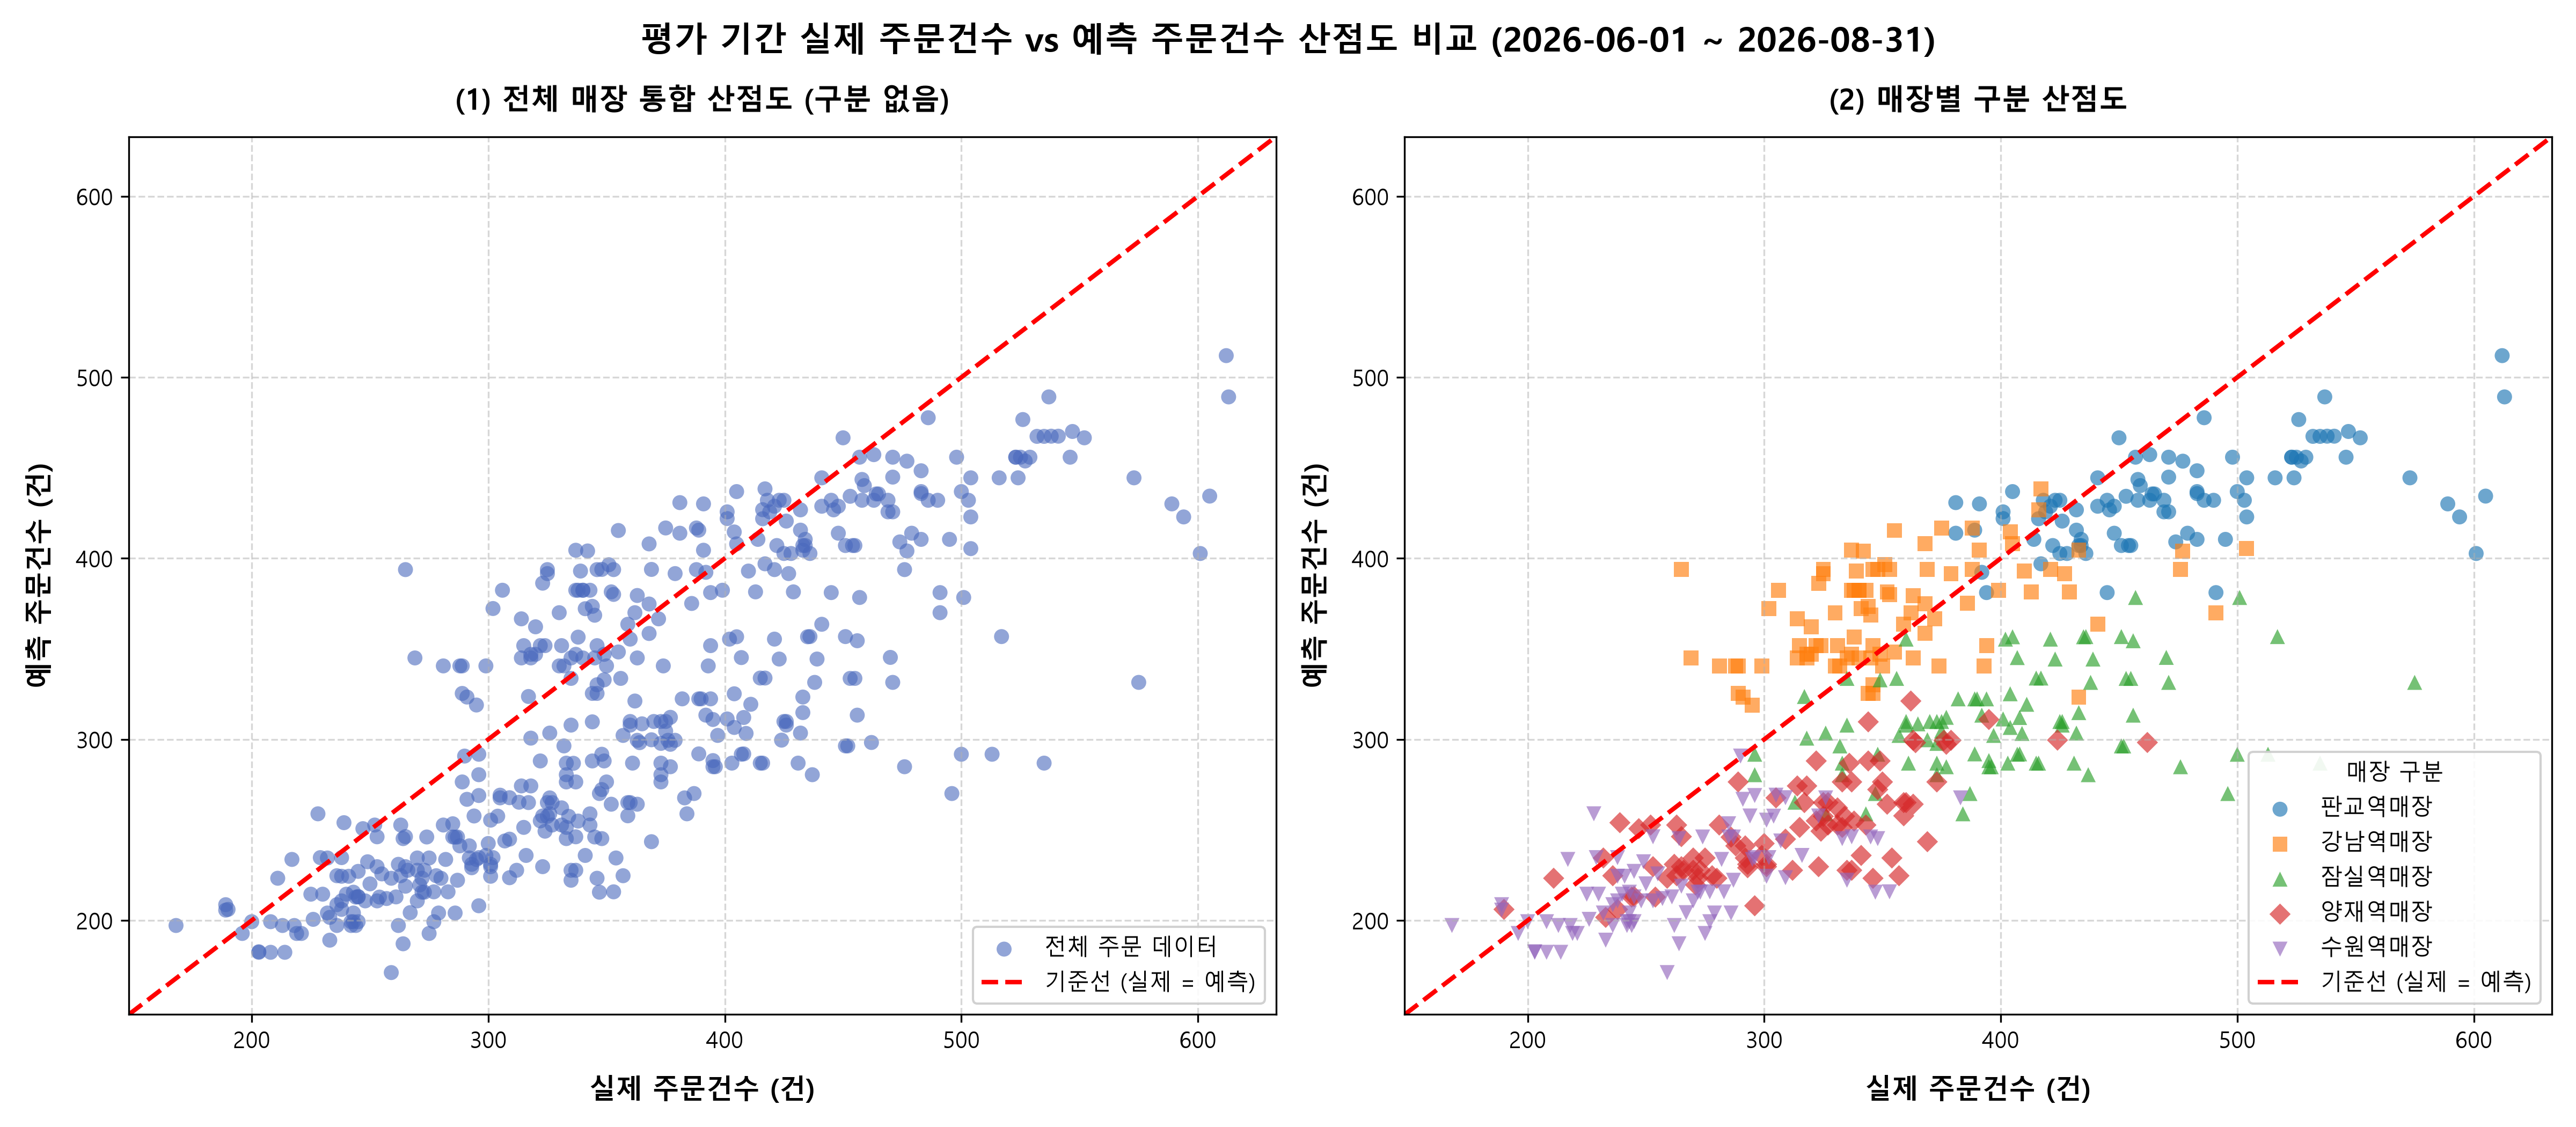 평가 기간 실제 주문건수 vs 예측 주문건수 산점도 비교 (2026-06-01 ~ 2026-08-31)
(1) 전체 매장 통합 산점도 (구분 없음)
예측 주문건수 (건)
600
500
400
300
200
200 300 400 500 600
실제 주문건수 (건)
전체 주문 데이터
기준선 (실제 = 예측)
(2) 매장별 구분 산점도
예측 주문건수 (건)
600
500
400
300
200
200 300 400 500 600
실제 주문건수 (건)
매장 구분
판교역매장
강남역매장
잠실역매장
양재역매장
수원역매장
기준선 (실제 = 예측)